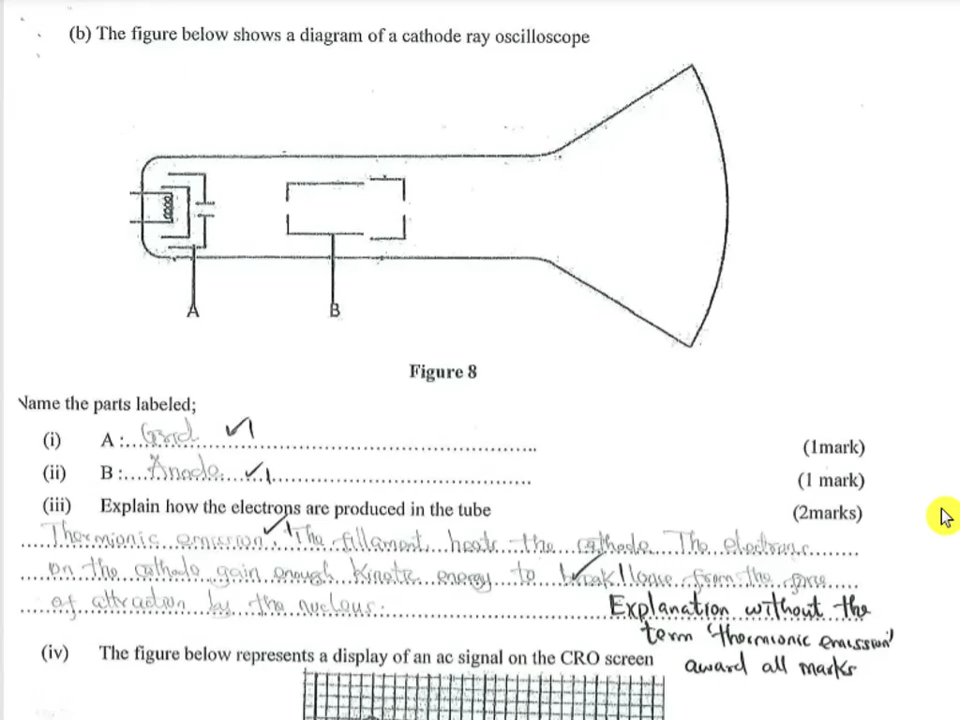 (b) The figure below shows a diagram of a cathode ray oscilloscope
A
B
Figure 8
Name the parts labeled;
(i) A :....Grid (1mark)
(ii) B :....Anode (1 mark)
(iii) Explain how the electrons are produced in the tube (2marks)
Thermionic emission. The fillament heats the cathode. The electrons
on the cathode gain enough kinetic energy to break loose from the force
of attraction by the nucleus.
Explanation without the
term 'thermionic emission'
award all marks
(iv) The figure below represents a display of an ac signal on the CRO screen